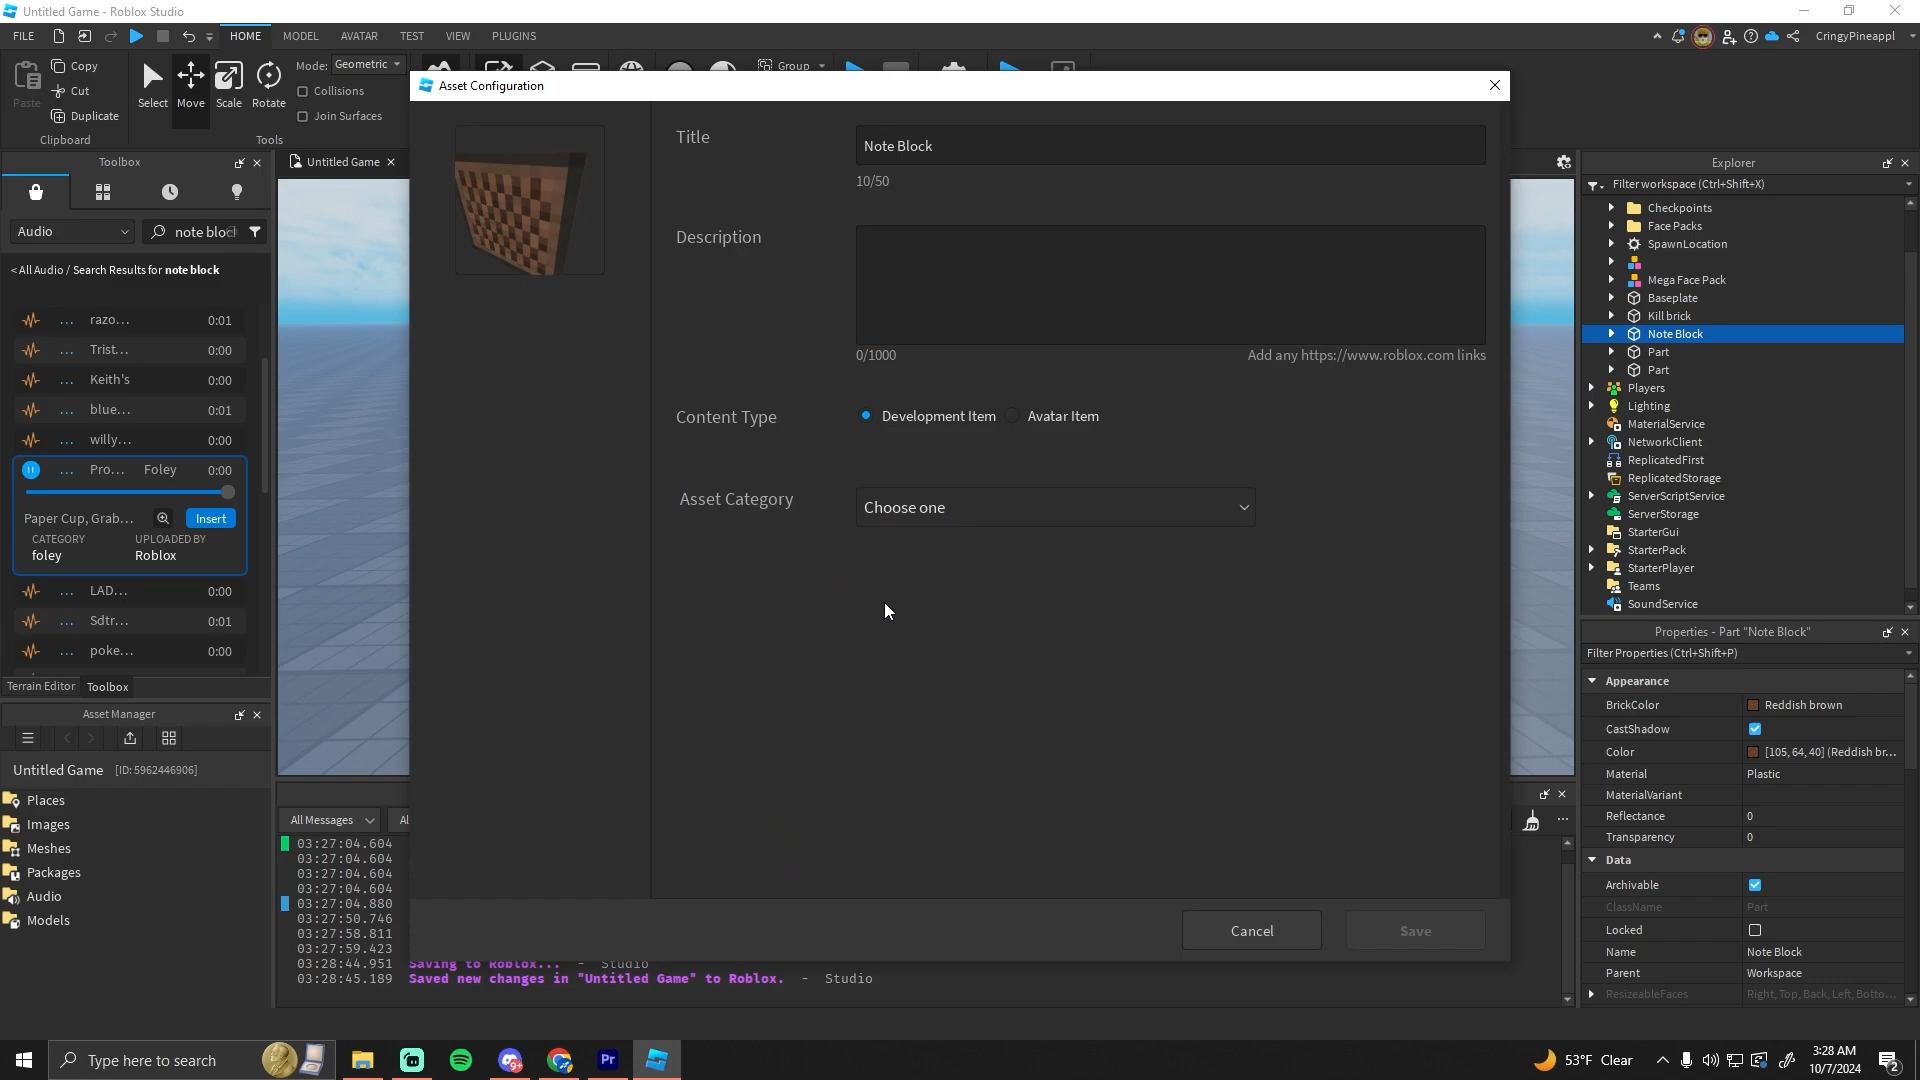 Untitled Game - Roblox Studio
FILE HOME MODEL AVATAR TEST VIEW PLUGINS CringyPineappl
Copy
Cut
Duplicate
Paste
Clipboard
Select Move Scale Rotate
Mode: Geometric
Collisions
Join Surfaces
Tools
Group
Toolbox
Audio
note block
< All Audio / Search Results for note block
... razo... 0:01
... Trist... 0:00
... Keith's 0:00
... blue... 0:01
... willy... 0:00
... Pro... Foley 0:00
Paper Cup, Grab... Insert
CATEGORY UPLOADED BY
foley Roblox
... LAD... 0:00
... Sdtr... 0:01
... poke... 0:00
Terrain Editor Toolbox
Asset Manager
Untitled Game [ID: 5962446906]
Places
Images
Meshes
Packages
Audio
Models
Untitled Game
Asset Configuration
Title
Note Block
10/50
Description
0/1000 Add any https://www.roblox.com links
Content Type Development Item Avatar Item
Asset Category Choose one
Cancel Save
All Messages
03:27:04.604
03:27:04.604
03:27:04.604
03:27:04.604
03:27:04.880
03:27:50.746
03:27:58.811
03:27:59.423
03:28:44.951 Saving to Roblox... - Studio
03:28:45.189 Saved new changes in "Untitled Game" to Roblox. - Studio
Explorer
Filter workspace (Ctrl+Shift+X)
Checkpoints
Face Packs
SpawnLocation
Mega Face Pack
Baseplate
Kill brick
Note Block
Part
Part
Players
Lighting
MaterialService
NetworkClient
ReplicatedFirst
ReplicatedStorage
ServerScriptService
ServerStorage
StarterGui
StarterPack
StarterPlayer
Teams
SoundService
Properties - Part "Note Block"
Filter Properties (Ctrl+Shift+P)
Appearance
BrickColor Reddish brown
CastShadow
Color [105, 64, 40] (Reddish br...
Material Plastic
MaterialVariant
Reflectance 0
Transparency 0
Data
Archivable
ClassName Part
Locked
Name Note Block
Parent Workspace
ResizeableFaces Right, Top, Back, Left, Botto...
Type here to search
9+
Pr
53°F Clear
3:28 AM
10/7/2024
2